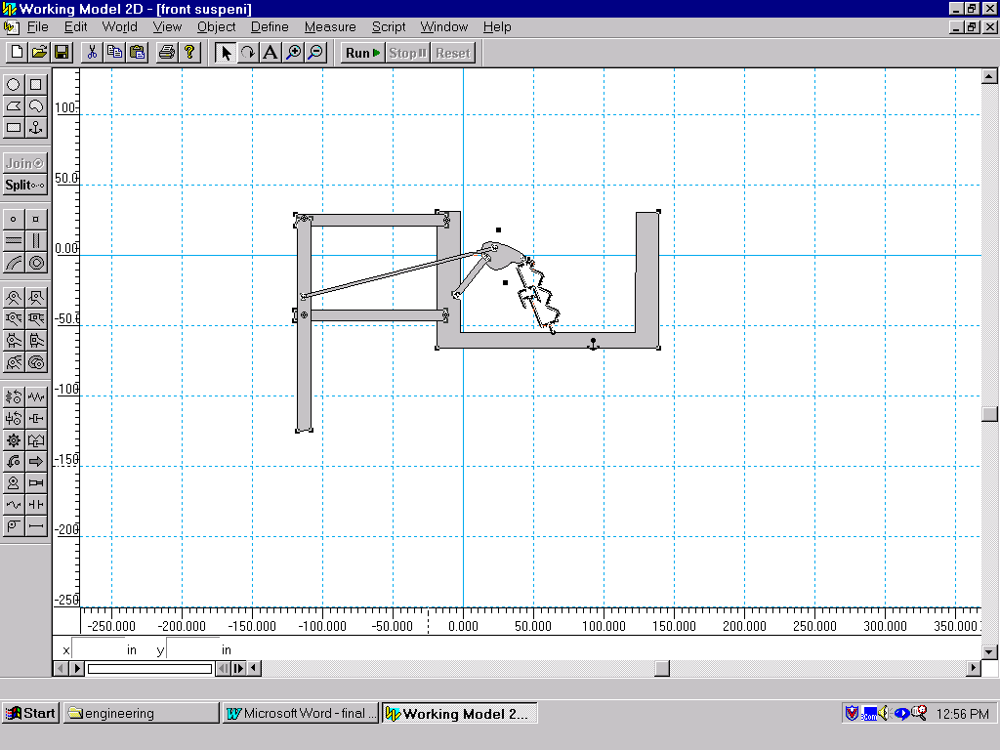 Working Model 2D - [front suspeni]
File Edit World View Object Define Measure Script Window Help
A Run Stop Reset
Join
Split
100.
50.0
0.00
-50.0
-100
-150
-200
-250
-250.000 -200.000 -150.000 -100.000 -50.000 0.000 50.000 100.000 150.000 200.000 250.000 300.000 350.000
x in y in
Start engineering Microsoft Word - final ... Working Model 2... 12:56 PM